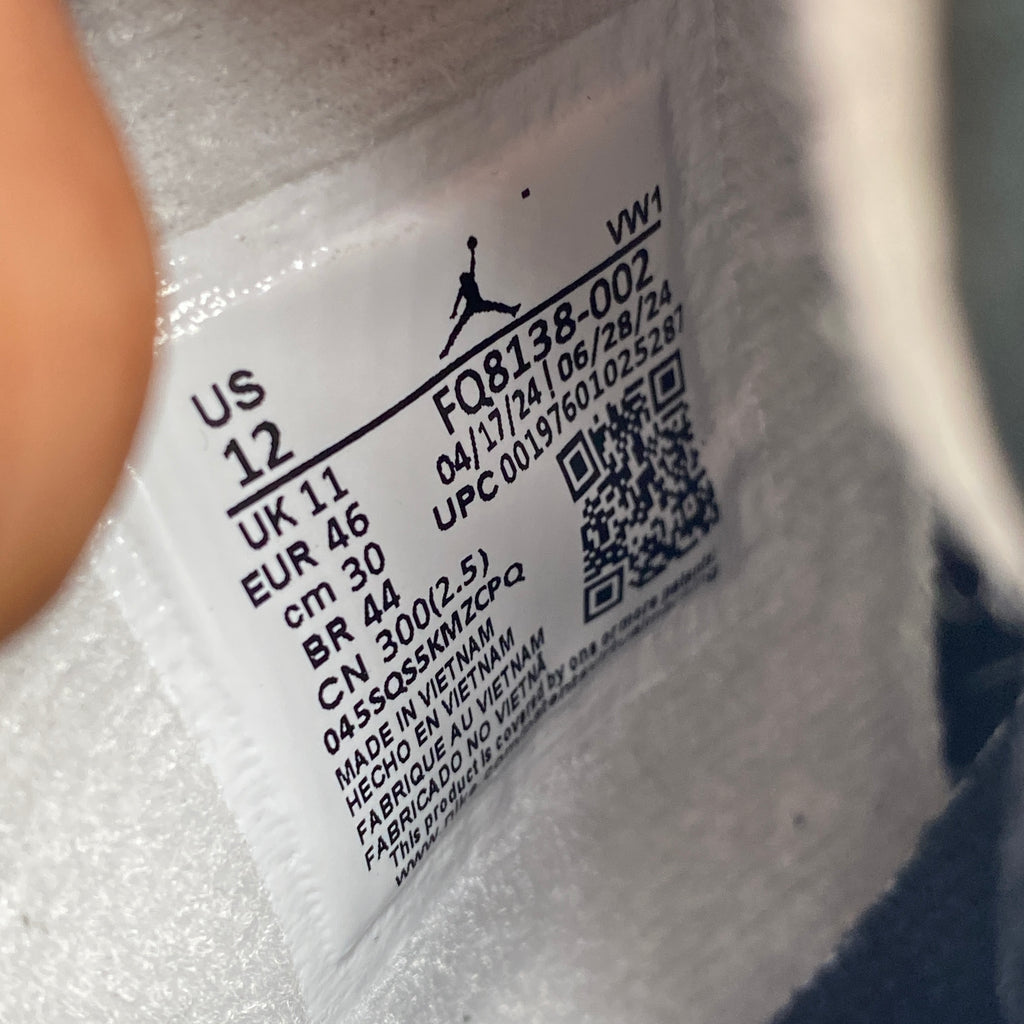 VW1
US
12
FQ8138-002
04/17/24 | 06/28/24
UPC 00197601025287
UK 11
EUR 46
cm 30
BR 44
CN 300(2.5)
045SQS5KMZCPQ
MADE IN VIETNAM
HECHO EN VIETNAM
FABRIQUE AU VIETNAM
FABRICADO NO VIETNÃ
This product is covered by one or more patents.